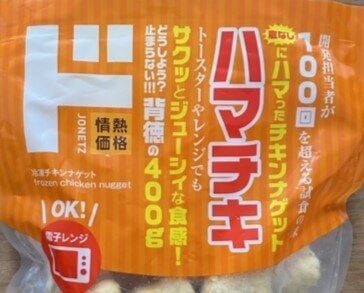 開発担当者が
100回を超える試食の末
にハマったチキンナゲット
ハマチキ
トースターやレンジでも
サクッとジューシィな食感!
どうしよう?
止まらない!!!
背徳の400g
ド
JONETZ
情熱
価格
冷凍チキンナゲット
frozen chicken nugget
OK!
電子レンジ